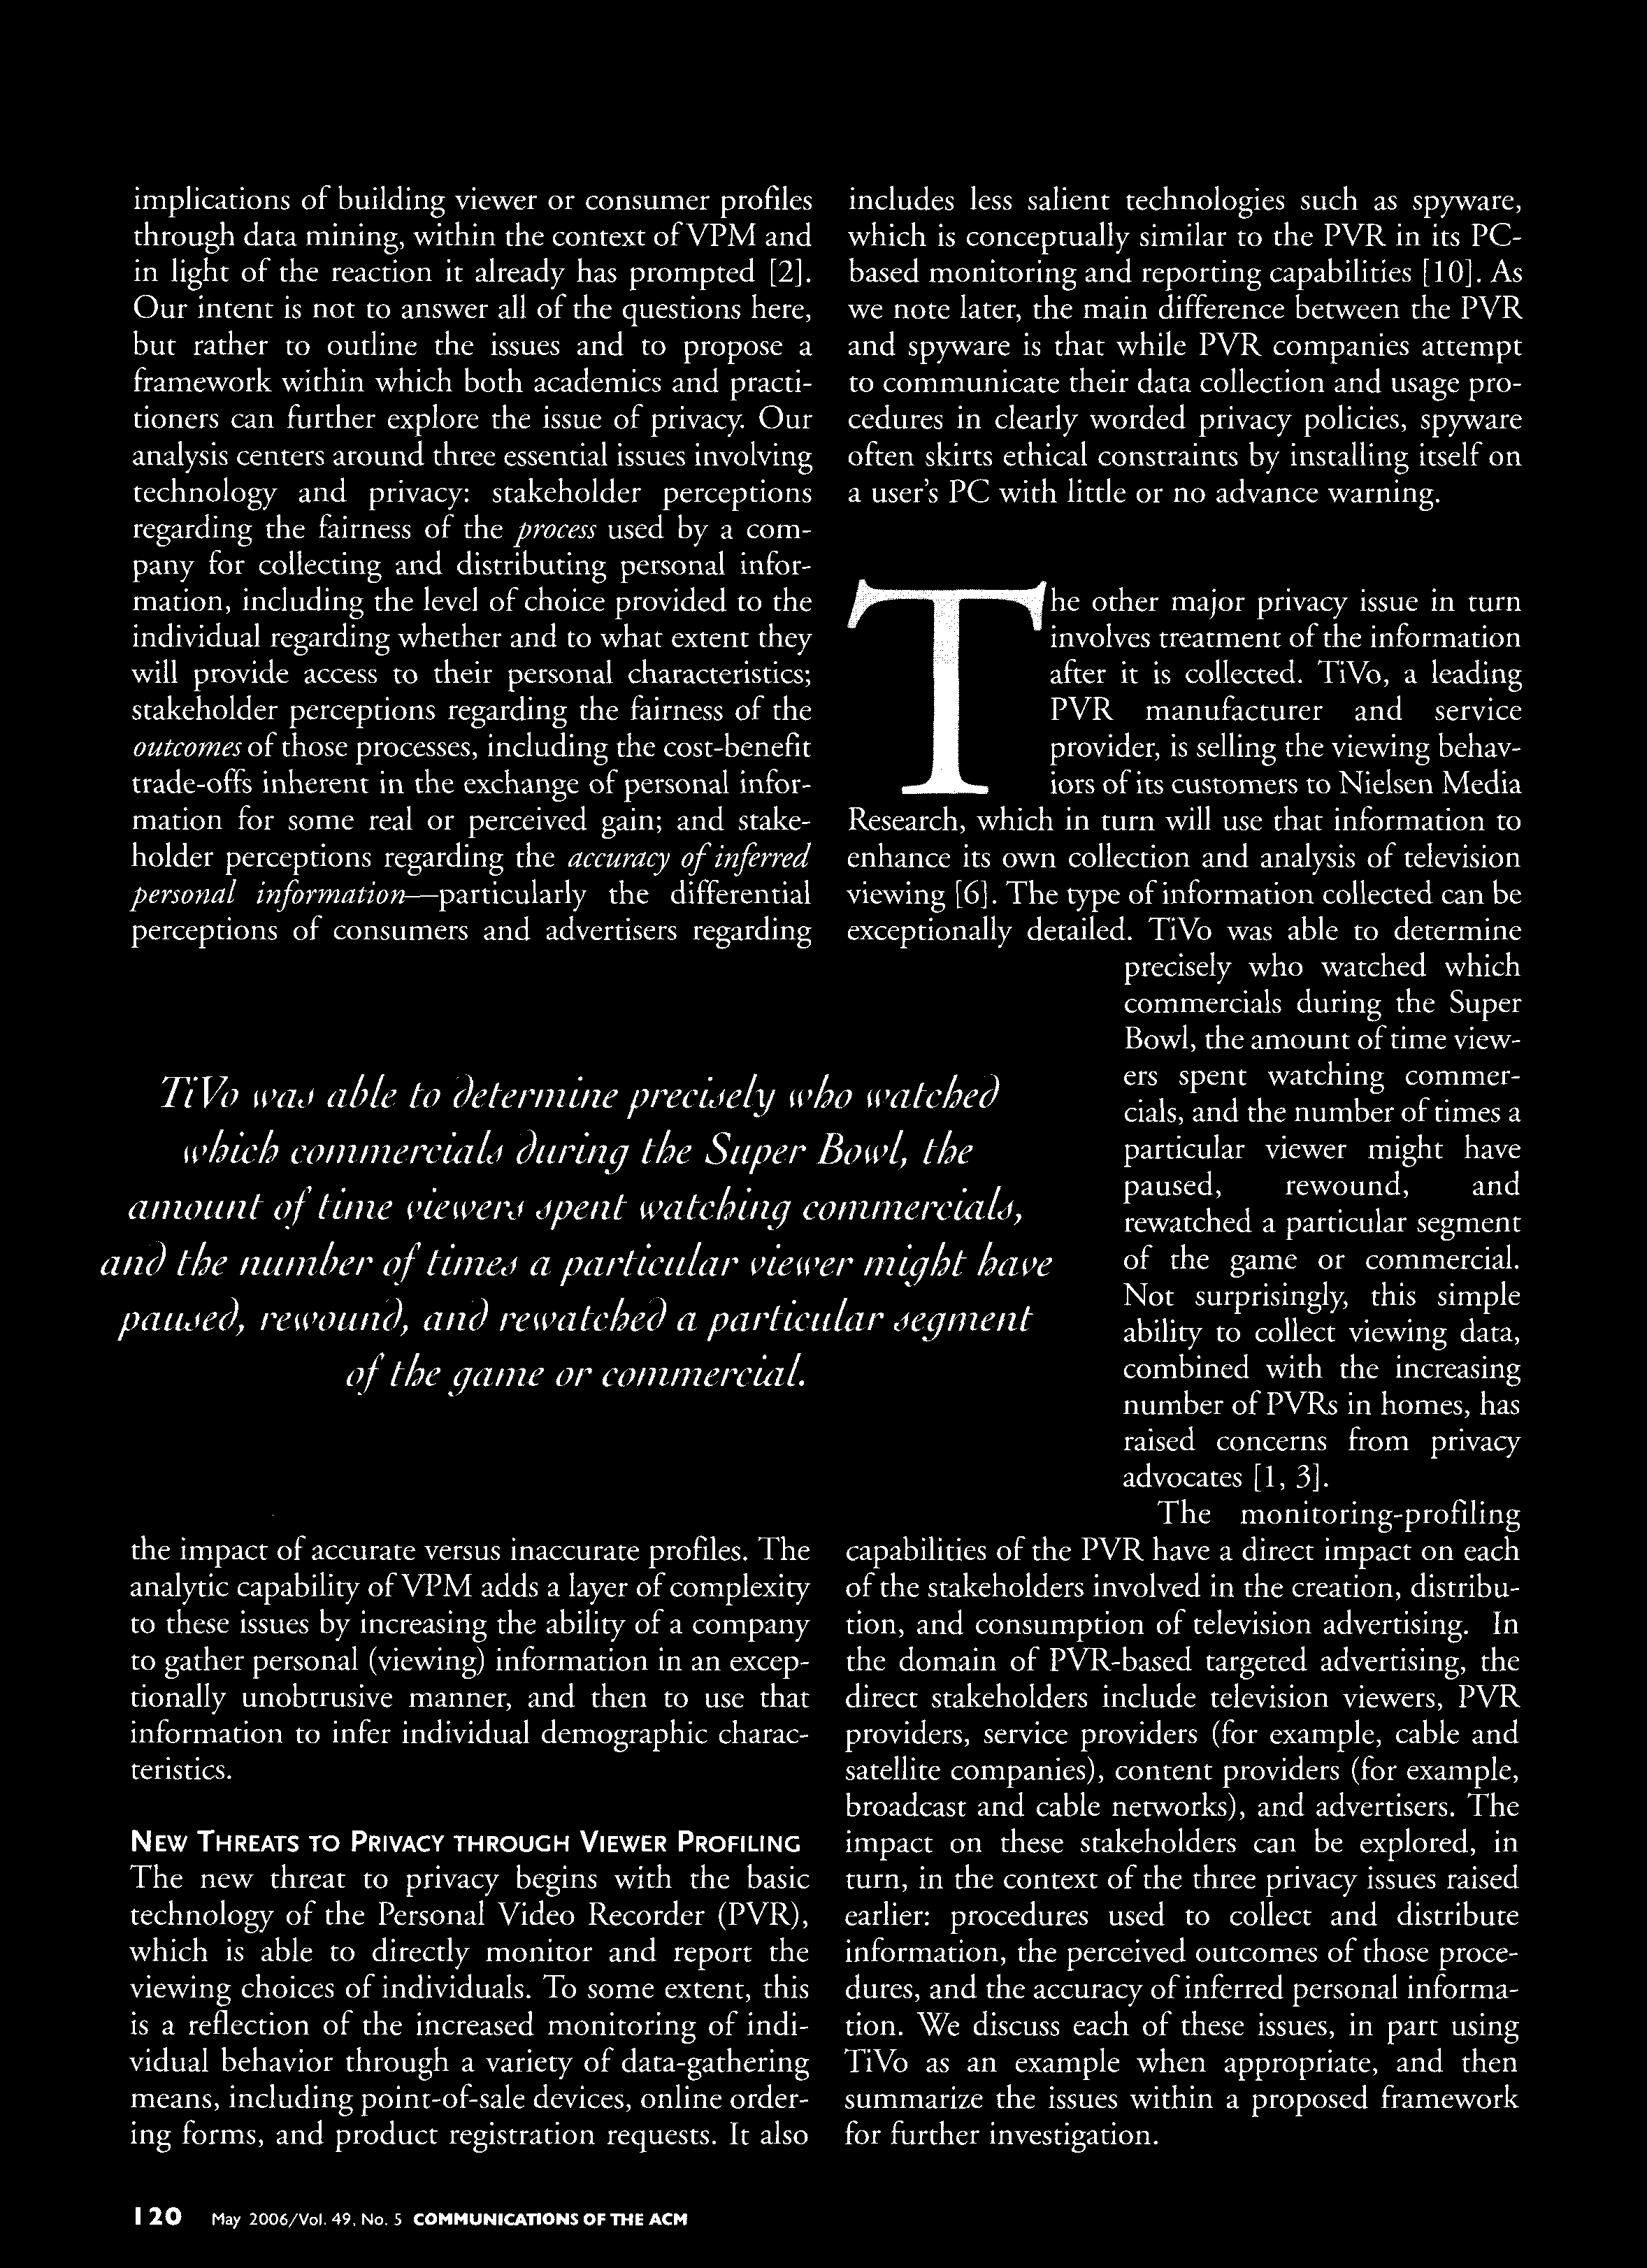 implications of building viewer or consumer profiles
through data mining, within the context of VPM and
in light of the reaction it already has prompted [2].
Our intent is not to answer all of the questions here,
but rather to outline the issues and to propose a
framework within which both academics and practi-
tioners can further explore the issue of privacy. Our
analysis centers around three essential issues involving
technology and privacy: stakeholder perceptions
regarding the fairness of the process used by a com-
pany for collecting and distributing personal infor-
mation, including the level of choice provided to the
individual regarding whether and to what extent they
will provide access to their personal characteristics;
stakeholder perceptions regarding the fairness of the
outcomes of those processes, including the cost-benefit
trade-offs inherent in the exchange of personal infor-
mation for some real or perceived gain; and stake-
holder perceptions regarding the accuracy of inferred
personal information—particularly the differential
perceptions of consumers and advertisers regarding
TiVo was able to determine precisely who watched
which commercials during the Super Bowl, the
amount of time viewers spent watching commercials,
and the number of times a particular viewer might have
paused, rewound, and rewatched a particular segment
of the game or commercial.
the impact of accurate versus inaccurate profiles. The
analytic capability of VPM adds a layer of complexity
to these issues by increasing the ability of a company
to gather personal (viewing) information in an excep-
tionally unobtrusive manner, and then to use that
information to infer individual demographic charac-
teristics.
NEW THREATS TO PRIVACY THROUGH VIEWER PROFILING
The new threat to privacy begins with the basic
technology of the Personal Video Recorder (PVR),
which is able to directly monitor and report the
viewing choices of individuals. To some extent, this
is a reflection of the increased monitoring of indi-
vidual behavior through a variety of data-gathering
means, including point-of-sale devices, online order-
ing forms, and product registration requests. It also
includes less salient technologies such as spyware,
which is conceptually similar to the PVR in its PC-
based monitoring and reporting capabilities [10]. As
we note later, the main difference between the PVR
and spyware is that while PVR companies attempt
to communicate their data collection and usage pro-
cedures in clearly worded privacy policies, spyware
often skirts ethical constraints by installing itself on
a user's PC with little or no advance warning.
The other major privacy issue in turn
involves treatment of the information
after it is collected. TiVo, a leading
PVR manufacturer and service
provider, is selling the viewing behav-
iors of its customers to Nielsen Media
Research, which in turn will use that information to
enhance its own collection and analysis of television
viewing [6]. The type of information collected can be
exceptionally detailed. TiVo was able to determine
precisely who watched which
commercials during the Super
Bowl, the amount of time view-
ers spent watching commer-
cials, and the number of times a
particular viewer might have
paused, rewound, and
rewatched a particular segment
of the game or commercial.
Not surprisingly, this simple
ability to collect viewing data,
combined with the increasing
number of PVRs in homes, has
raised concerns from privacy
advocates [1, 3].
The monitoring-profiling
capabilities of the PVR have a direct impact on each
of the stakeholders involved in the creation, distribu-
tion, and consumption of television advertising. In
the domain of PVR-based targeted advertising, the
direct stakeholders include television viewers, PVR
providers, service providers (for example, cable and
satellite companies), content providers (for example,
broadcast and cable networks), and advertisers. The
impact on these stakeholders can be explored, in
turn, in the context of the three privacy issues raised
earlier: procedures used to collect and distribute
information, the perceived outcomes of those proce-
dures, and the accuracy of inferred personal informa-
tion. We discuss each of these issues, in part using
TiVo as an example when appropriate, and then
summarize the issues within a proposed framework
for further investigation.
120 May 2006/Vol. 49, No. 5 COMMUNICATIONS OF THE ACM